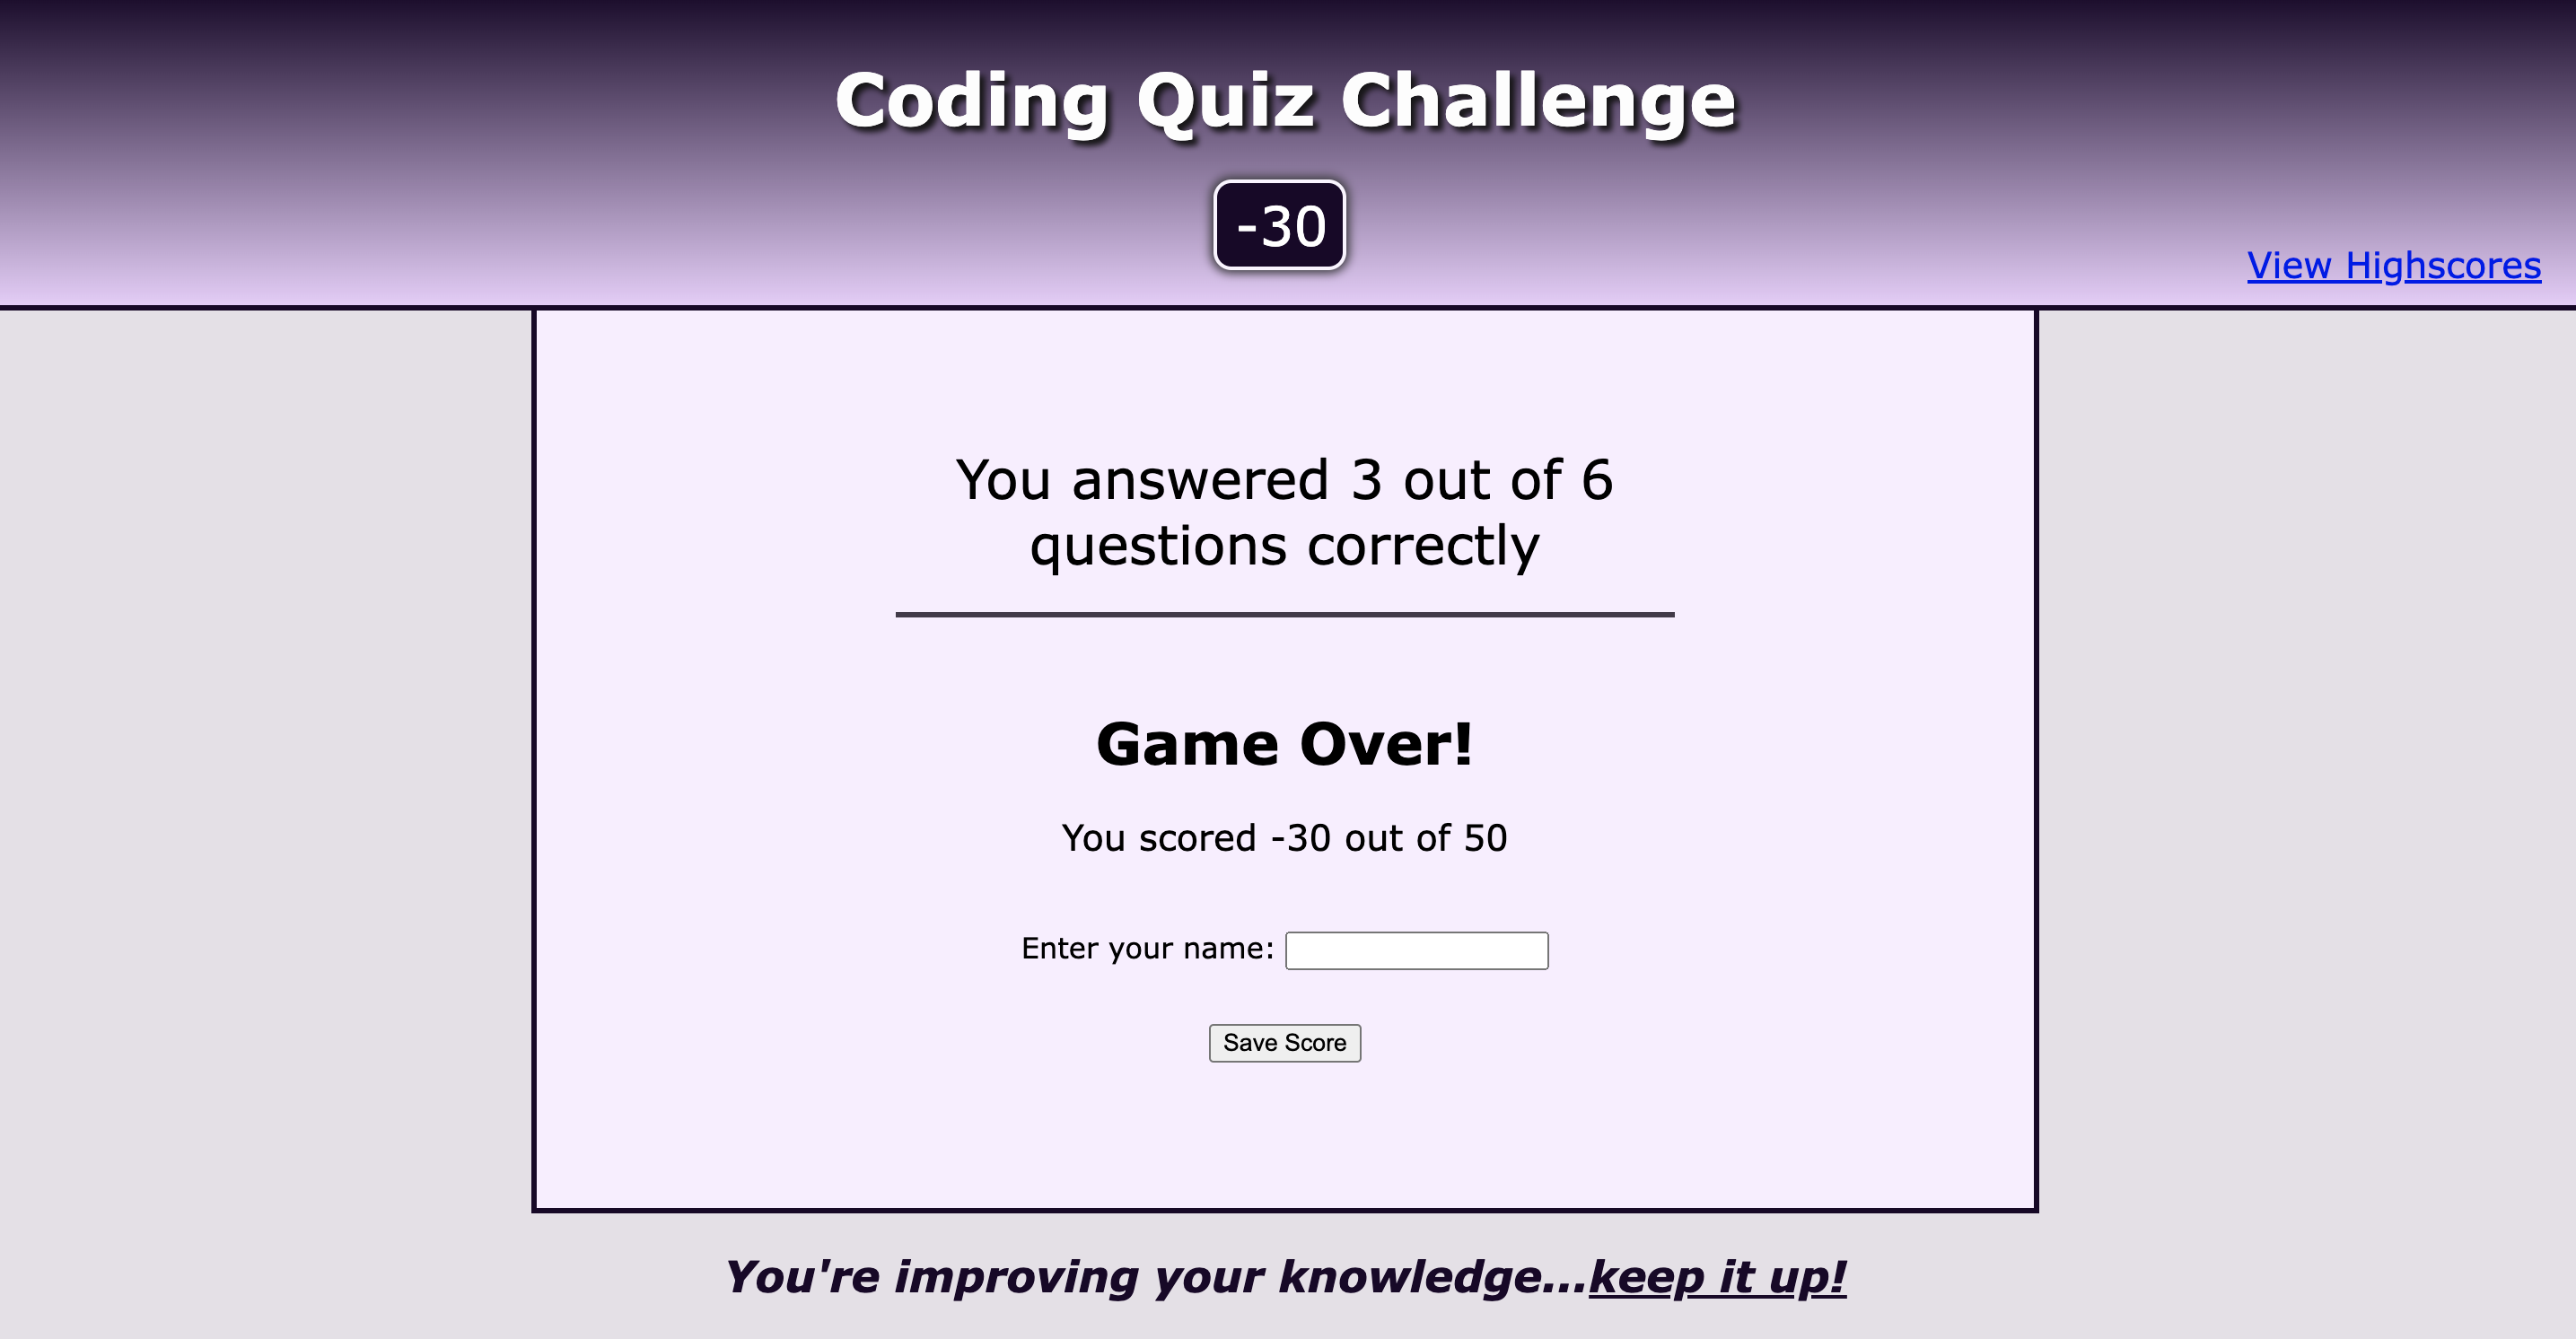 Coding Quiz Challenge
-30
View Highscores
You answered 3 out of 6
questions correctly
Game Over!
You scored -30 out of 50
Enter your name:
Save Score
You're improving your knowledge...keep it up!